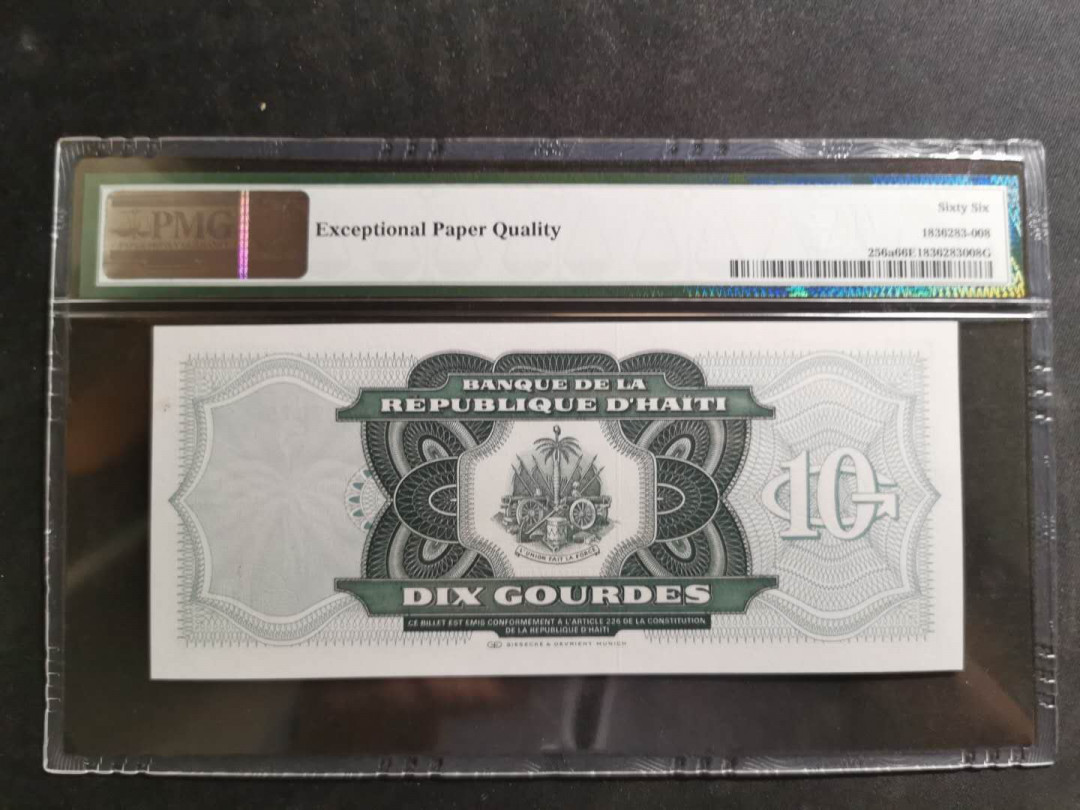 PMG
Exceptional Paper Quality
Sixty Six
1836283-008
256a66E1836283008G
BANQUE DE LA
RÉPUBLIQUE D'HAÏTI
L'UNION FAIT LA FORCE
10 G
DIX GOURDES
CE BILLET EST EMIS CONFORMEMENT A L'ARTICLE 226 DE LA CONSTITUTION
DE LA REPUBLIQUE D'HAITI
GIESECKE & DEVRIENT MUNICH